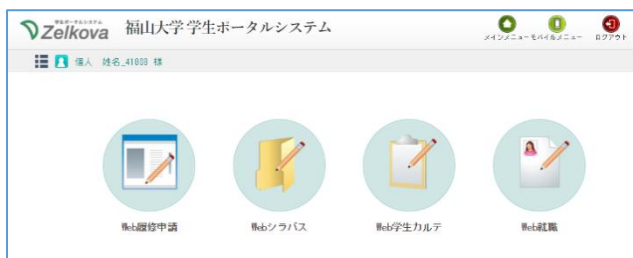 学生ポータルシステム
Zelkova 福山大学 学生ポータルシステム
メインメニュー モバイルメニュー ログアウト
個人 姓名_41808 様
Web履修申請 Webシラバス Web学生カルテ Web就職